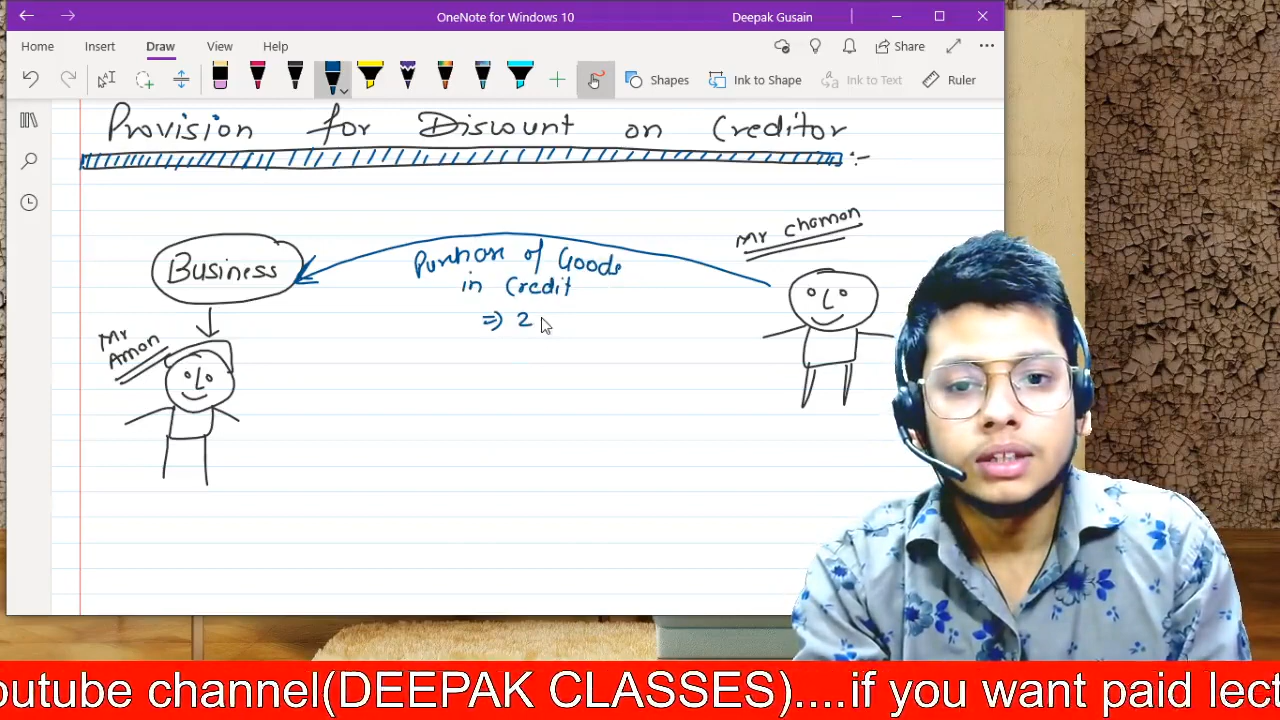 OneNote for Windows 10
Deepak Gusain
Home Insert Draw View Help
Share
Shapes Ink to Shape Ink to Text Ruler
Provision for Discount on Creditor :-
Mr chaman
Business
Purchase of Goods
in Credit
=> 2
Mr
Aman
outube channel(DEEPAK CLASSES)....if you want paid lect